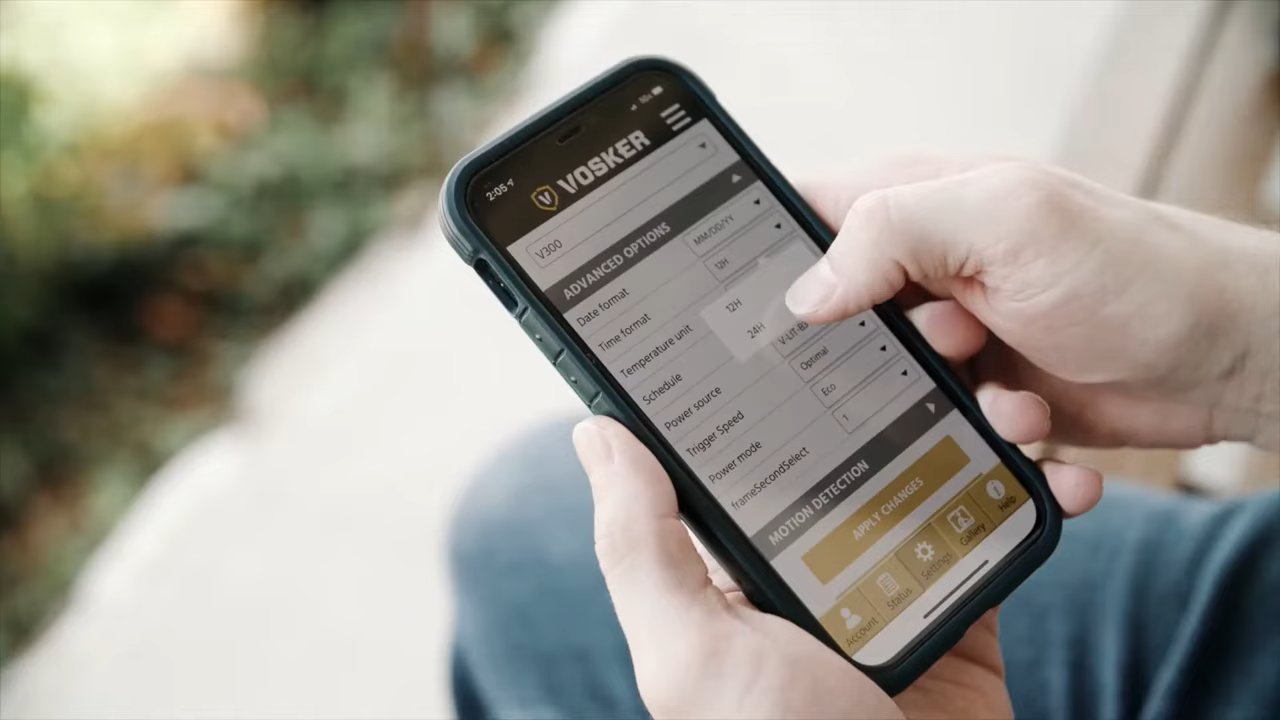 2:05
VOSKER
V300
ADVANCED OPTIONS
Date format MM/DD/YY
Time format 12H
Temperature unit
12H
24H
Schedule
Power source V-LIT-B
Trigger Speed Optimal
Power mode Eco
frameSecondSelect 1
MOTION DETECTION
APPLY CHANGES
Account Status Settings Gallery Help